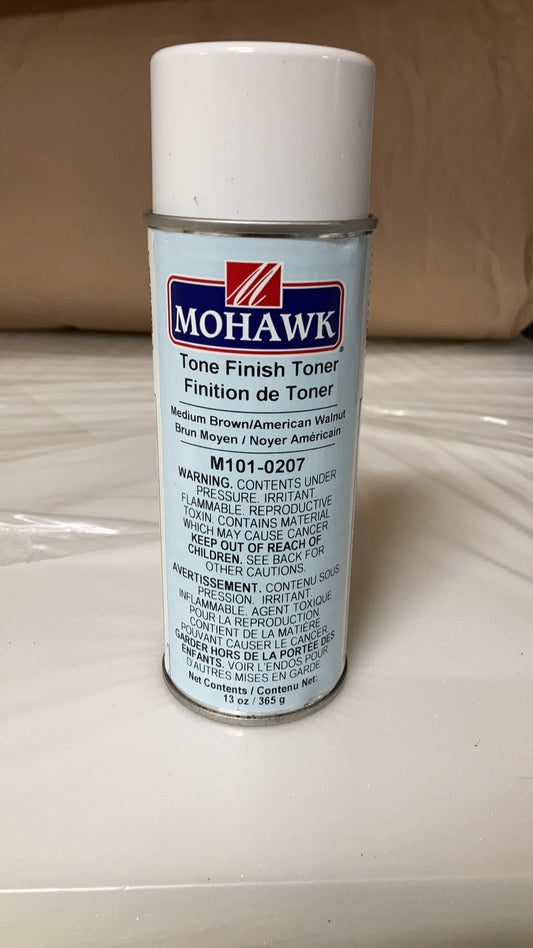 MOHAWK
Tone Finish Toner
Finition de Toner
Medium Brown/American Walnut
Brun Moyen / Noyer Américain
M101-0207
WARNING. CONTENTS UNDER
PRESSURE. IRRITANT.
FLAMMABLE. REPRODUCTIVE
TOXIN. CONTAINS MATERIAL
WHICH MAY CAUSE CANCER.
KEEP OUT OF REACH OF
CHILDREN. SEE BACK FOR
OTHER CAUTIONS.
AVERTISSEMENT. CONTENU SOUS
PRESSION. IRRITANT.
INFLAMMABLE. AGENT TOXIQUE
POUR LA REPRODUCTION.
CONTIENT DE LA MATIÈRE
POUVANT CAUSER LE CANCER.
GARDER HORS DE LA PORTÉE DES
ENFANTS. VOIR L'ENDOS POUR
D'AUTRES MISES EN GARDE.
Net Contents / Contenu Net:
13 oz / 365 g